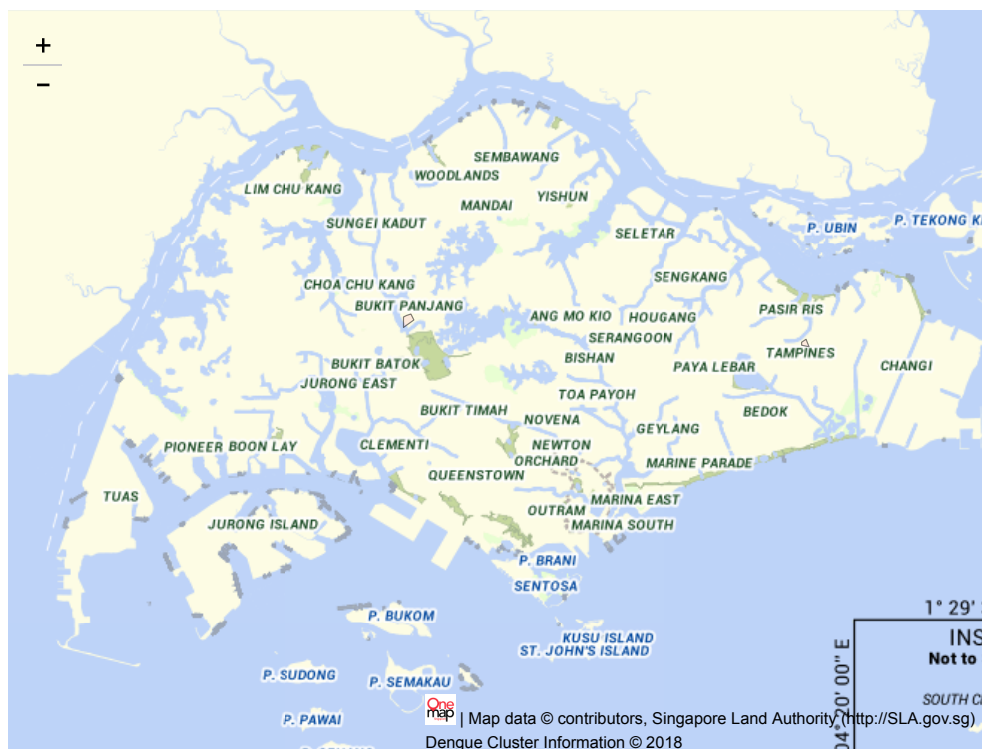 +
−
SEMBAWANG
WOODLANDS
LIM CHU KANG
YISHUN
MANDAI
SUNGEI KADUT
P. TEKONG
P. UBIN
SELETAR
SENGKANG
CHOA CHU KANG
BUKIT PANJANG
PASIR RIS
ANG MO KIO
HOUGANG
SERANGOON
TAMPINES
BISHAN
BUKIT BATOK
PAYA LEBAR
CHANGI
JURONG EAST
TOA PAYOH
BUKIT TIMAH
BEDOK
NOVENA
GEYLANG
PIONEER
BOON LAY
CLEMENTI
NEWTON
ORCHARD
MARINE PARADE
QUEENSTOWN
TUAS
MARINA EAST
OUTRAM
JURONG ISLAND
MARINA SOUTH
P. BRANI
SENTOSA
1° 29'
P. BUKOM
KUSU ISLAND
ST. JOHN'S ISLAND
INS
Not to
P. SUDONG
P. SEMAKAU
SOUTH
04° 20' 00" E
P. PAWAI
One
map
| Map data © contributors, Singapore Land Authority (http://SLA.gov.sg)
Dengue Cluster Information © 2018